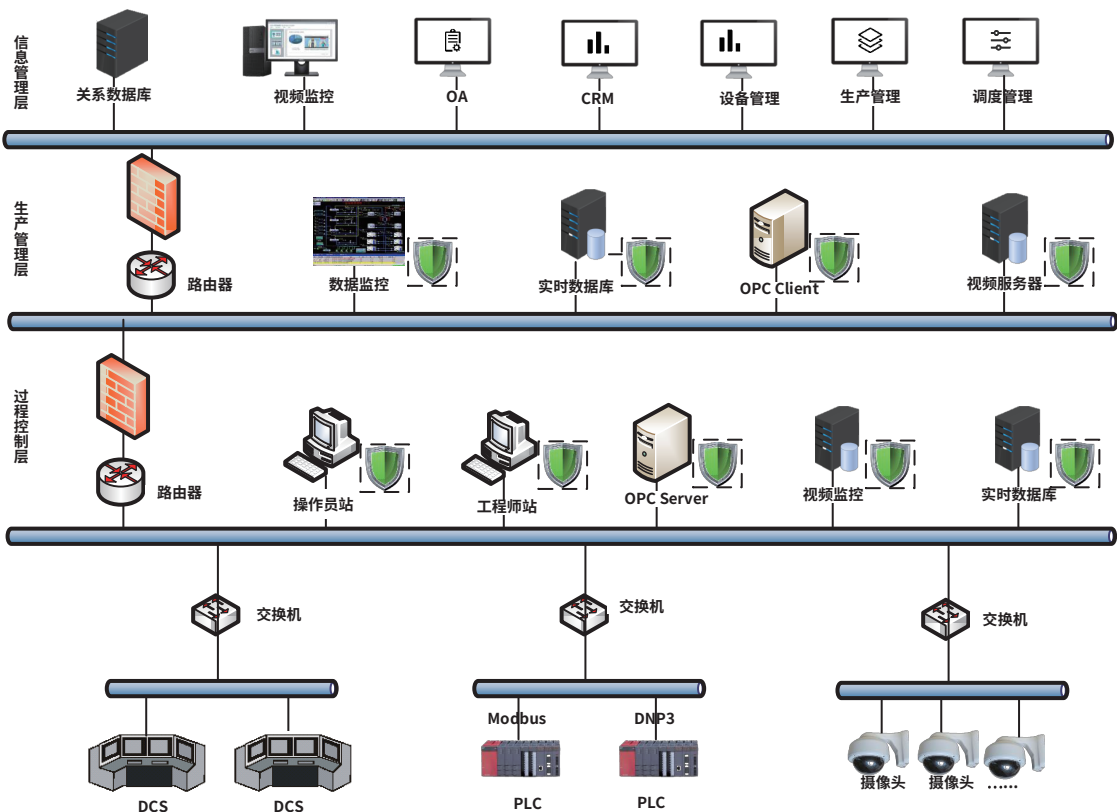 信息管理层
关系数据库
视频监控
OA
CRM
设备管理
生产管理
调度管理
生产管理层
路由器
数据监控
实时数据库
OPC Client
视频服务器
过程控制层
路由器
操作员站
工程师站
OPC Server
视频监控
实时数据库
交换机
交换机
交换机
Modbus
DNP3
DCS
DCS
PLC
PLC
摄像头
摄像头
······